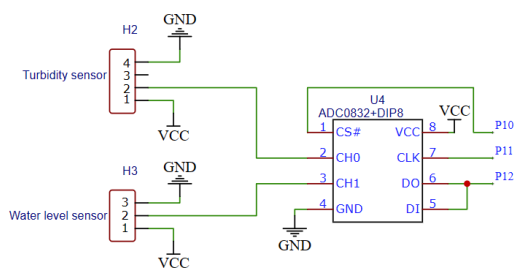 GND
H2
4
3
2
1
Turbidity sensor
VCC
U4
ADC0832+DIP8
VCC
1 CS# VCC 8
P10
2 CH0 CLK 7
P11
3 CH1 DO 6
P12
4 GND DI 5
GND
H3
GND
3
2
1
Water level sensor
VCC